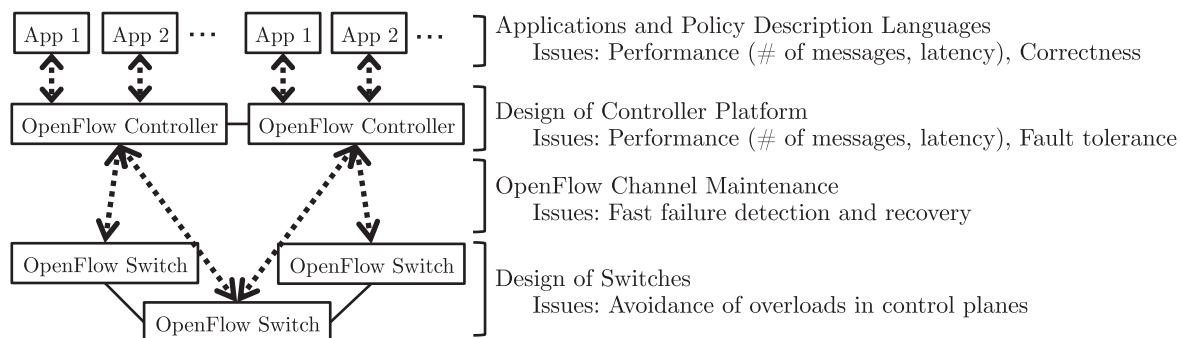 App 1 App 2 ... App 1 App 2 ...
Applications and Policy Description Languages
Issues: Performance (# of messages, latency), Correctness
OpenFlow Controller OpenFlow Controller
Design of Controller Platform
Issues: Performance (# of messages, latency), Fault tolerance
OpenFlow Channel Maintenance
Issues: Fast failure detection and recovery
OpenFlow Switch OpenFlow Switch
OpenFlow Switch
Design of Switches
Issues: Avoidance of overloads in control planes